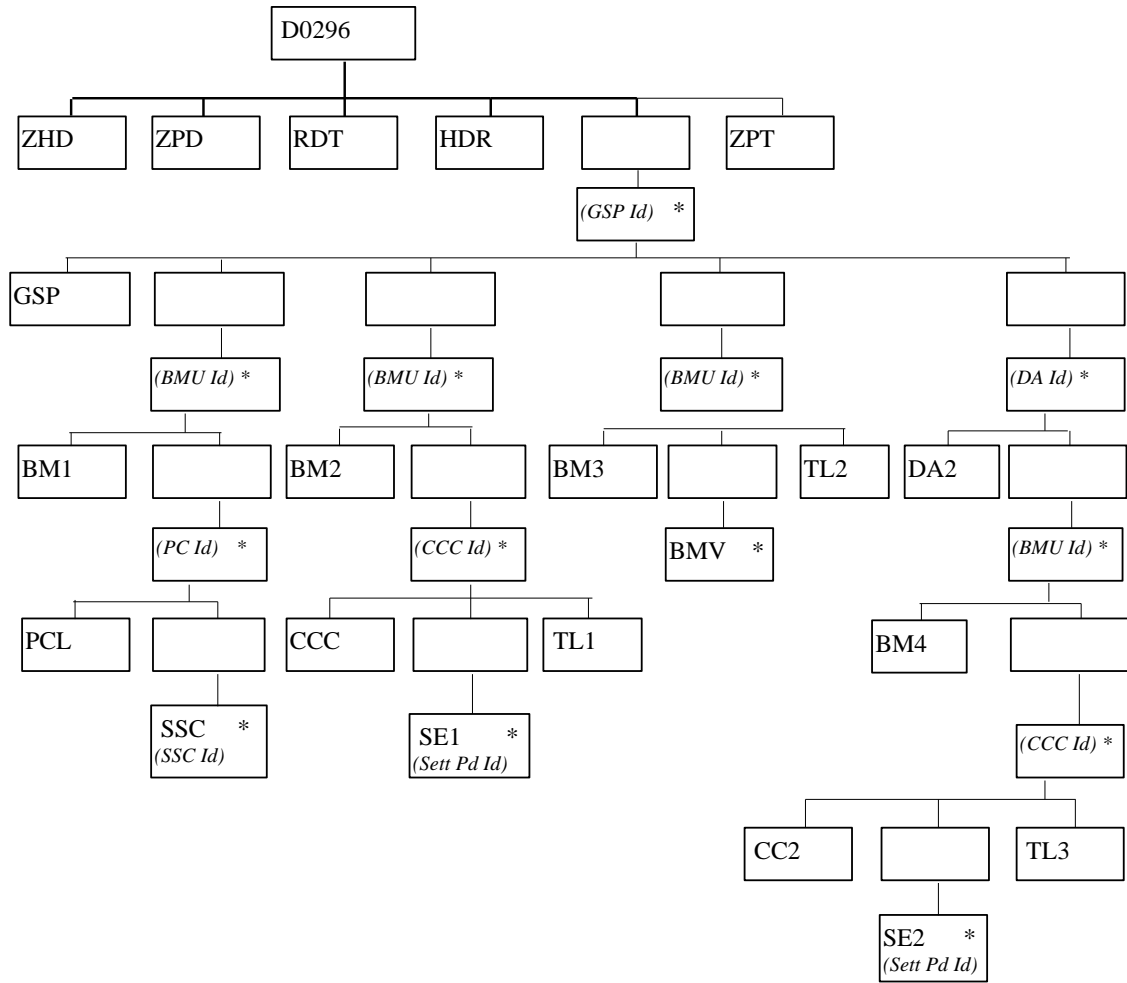 D0296
ZHD ZPD RDT HDR ZPT
(GSP Id) *
GSP
(BMU Id) * (BMU Id) * (BMU Id) * (DA Id) *
BM1 BM2 BM3 TL2 DA2
(PC Id) * (CCC Id) * BMV * (BMU Id) *
PCL CCC TL1 BM4
SSC * SE1 * (CCC Id) *
(SSC Id) (Sett Pd Id)
CC2 TL3
SE2 *
(Sett Pd Id)